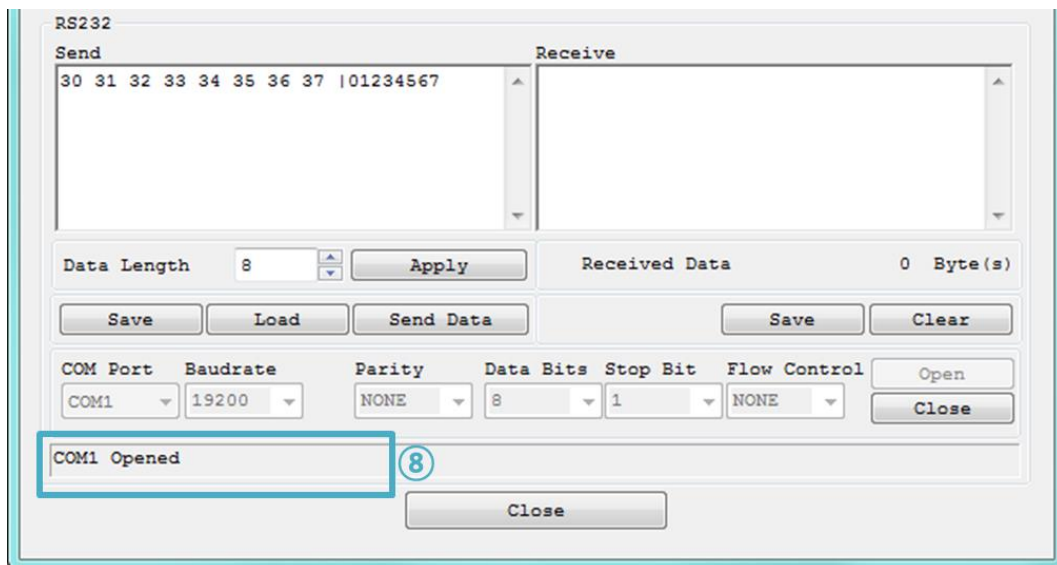 RS232
Send Receive
30 31 32 33 34 35 36 37 |01234567
Data Length 8 Apply Received Data 0 Byte(s)
Save Load Send Data Save Clear
COM Port Baudrate Parity Data Bits Stop Bit Flow Control Open
COM1 19200 NONE 8 1 NONE Close
COM1 Opened ⑧
Close